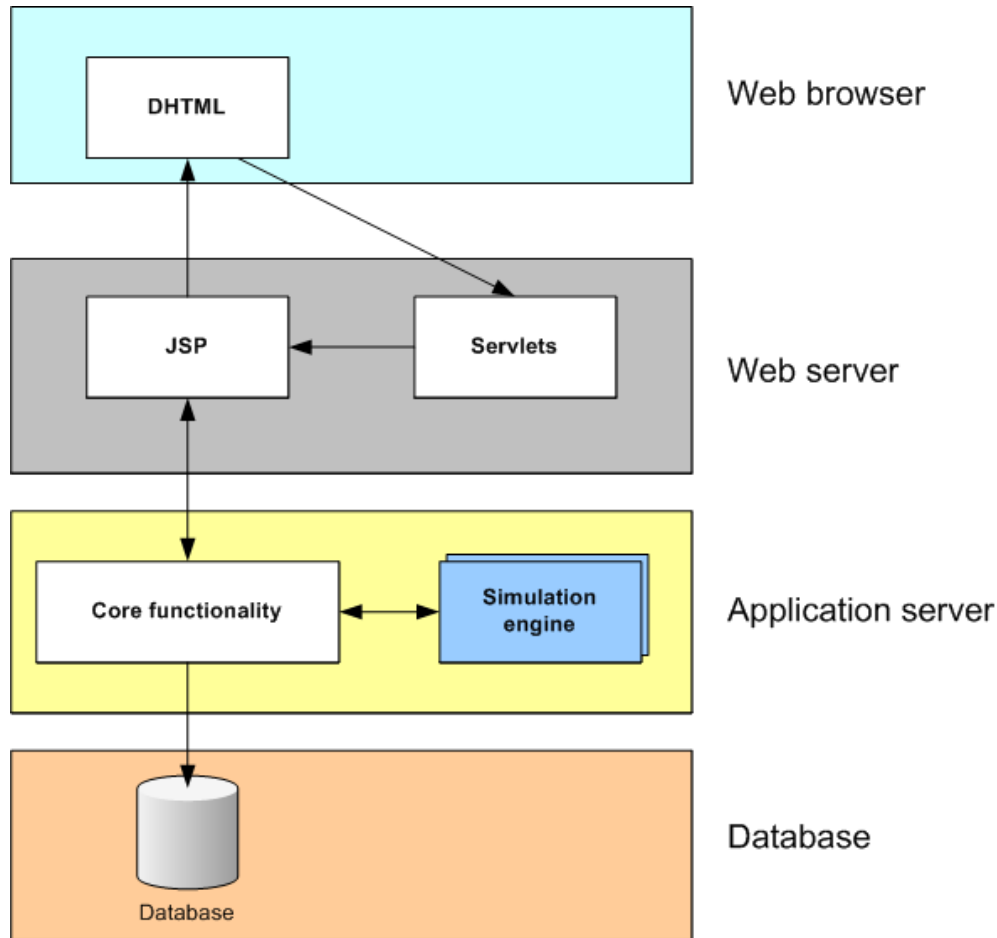 DHTML
Web browser
JSP
Servlets
Web server
Core functionality
Simulation
engine
Application server
Database
Database